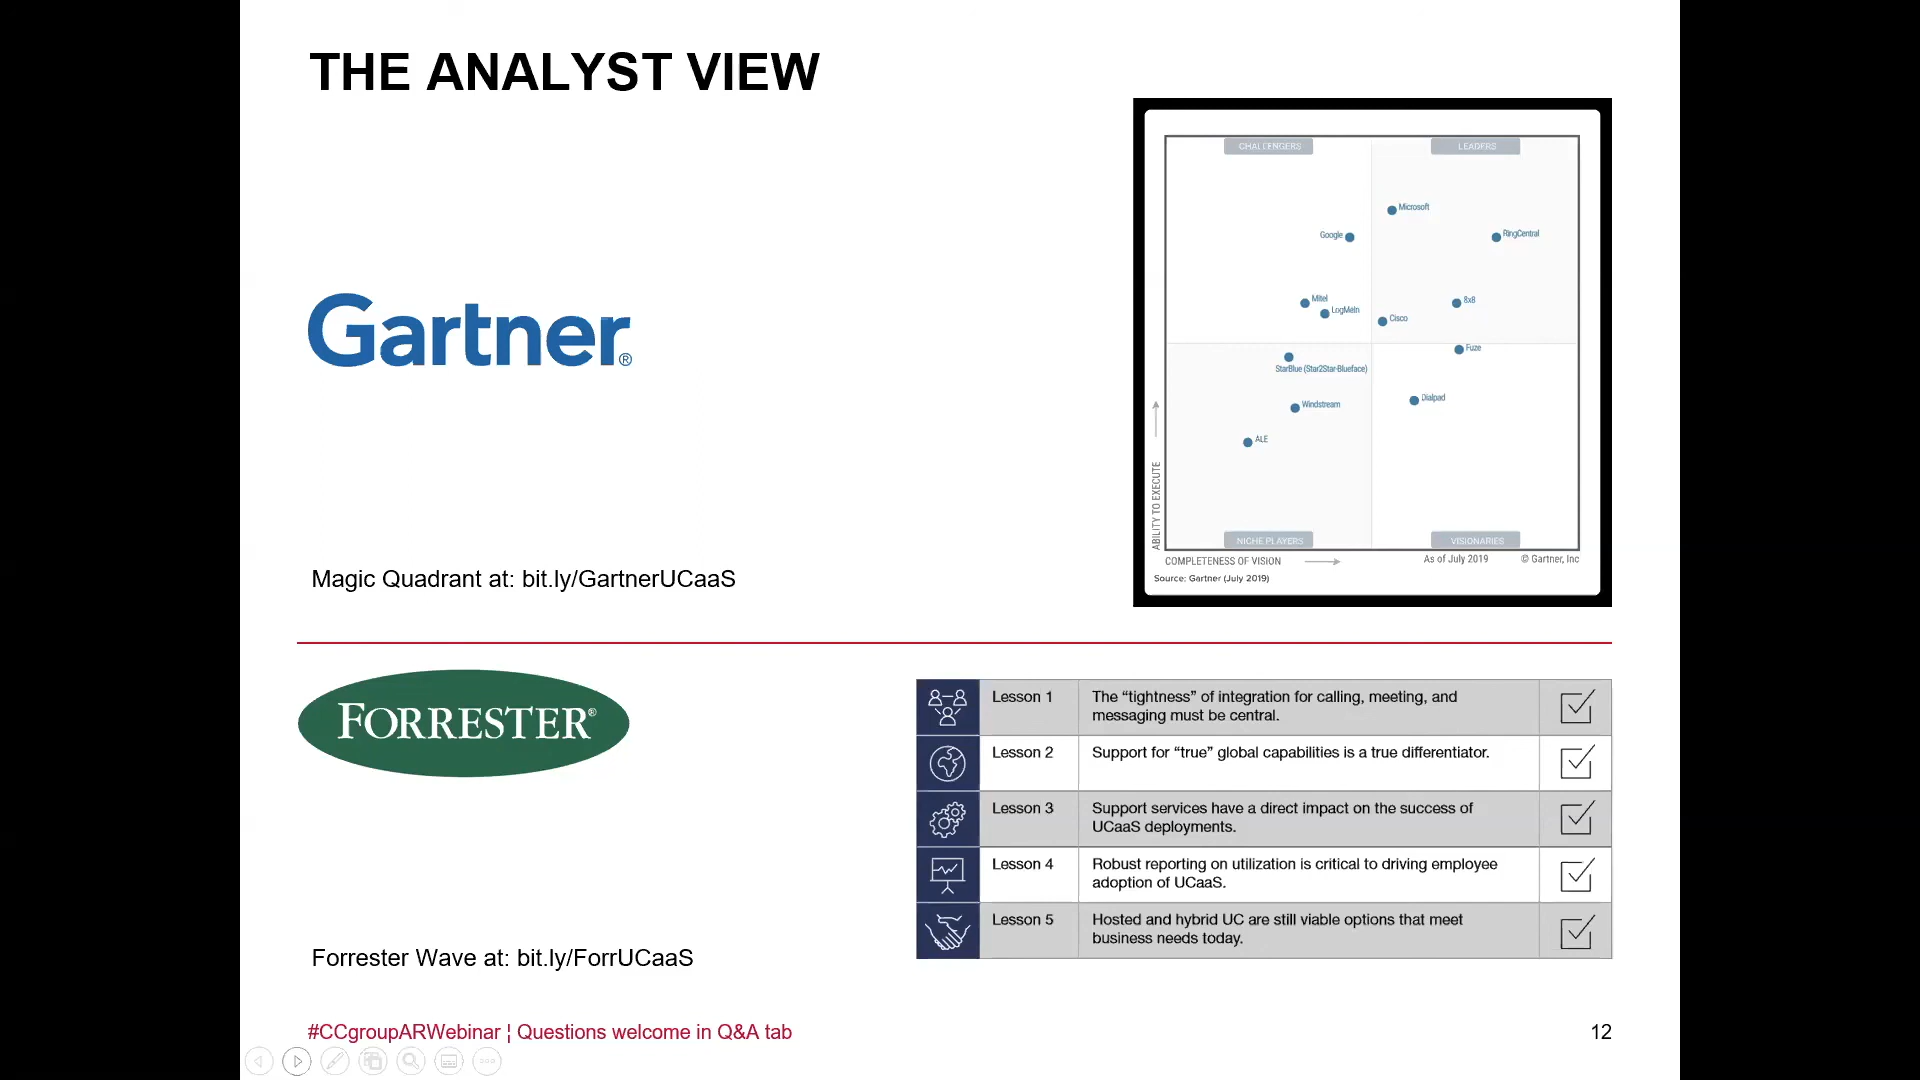 THE ANALYST VIEW
Gartner®
Magic Quadrant at: bit.ly/GartnerUCaaS
CHALLENGERS
LEADERS
Microsoft
Google
RingCentral
Mitel
LogMeIn
8x8
Cisco
Fuze
StarBlue (Star2Star-Blueface)
Dialpad
Windstream
ALE
ABILITY TO EXECUTE
NICHE PLAYERS
VISIONARIES
COMPLETENESS OF VISION
As of July 2019
© Gartner, Inc
Source: Gartner (July 2019)
FORRESTER®
Lesson 1
The “tightness” of integration for calling, meeting, and
messaging must be central.
Lesson 2
Support for “true” global capabilities is a true differentiator.
Lesson 3
Support services have a direct impact on the success of
UCaaS deployments.
Lesson 4
Robust reporting on utilization is critical to driving employee
adoption of UCaaS.
Lesson 5
Hosted and hybrid UC are still viable options that meet
business needs today.
Forrester Wave at: bit.ly/ForrUCaaS
#CCgroupARWebinar ¦ Questions welcome in Q&A tab
12